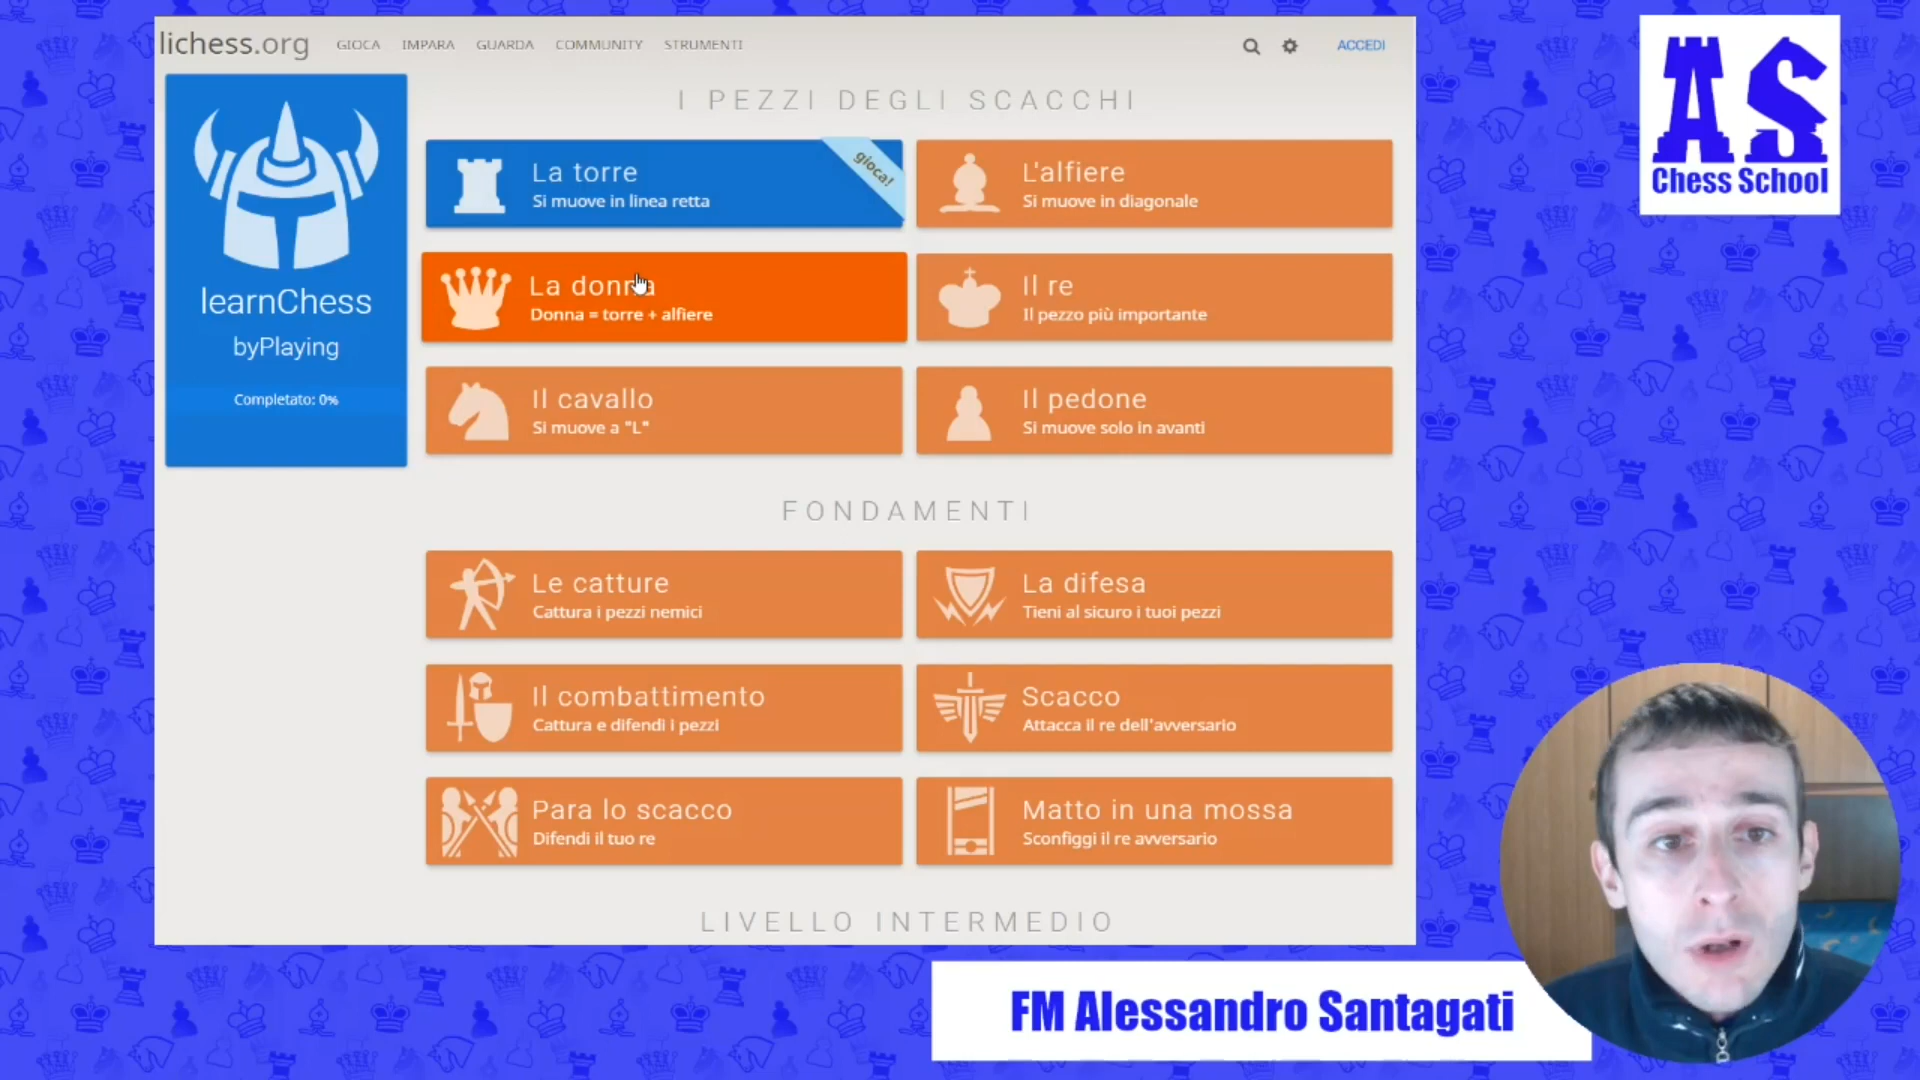 lichess.org GIOCA IMPARA GUARDA COMMUNITY STRUMENTI ACCEDI
AS
Chess School
learnChess
byPlaying
Completato: 0%
I PEZZI DEGLI SCACCHI
La torre
Si muove in linea retta
gioca!
L'alfiere
Si muove in diagonale
La donna
Donna = torre + alfiere
Il re
Il pezzo più importante
Il cavallo
Si muove a "L"
Il pedone
Si muove solo in avanti
FONDAMENTI
Le catture
Cattura i pezzi nemici
La difesa
Tieni al sicuro i tuoi pezzi
Il combattimento
Cattura e difendi i pezzi
Scacco
Attacca il re dell'avversario
Para lo scacco
Difendi il tuo re
Matto in una mossa
Sconfiggi il re avversario
LIVELLO INTERMEDIO
FM Alessandro Santagati